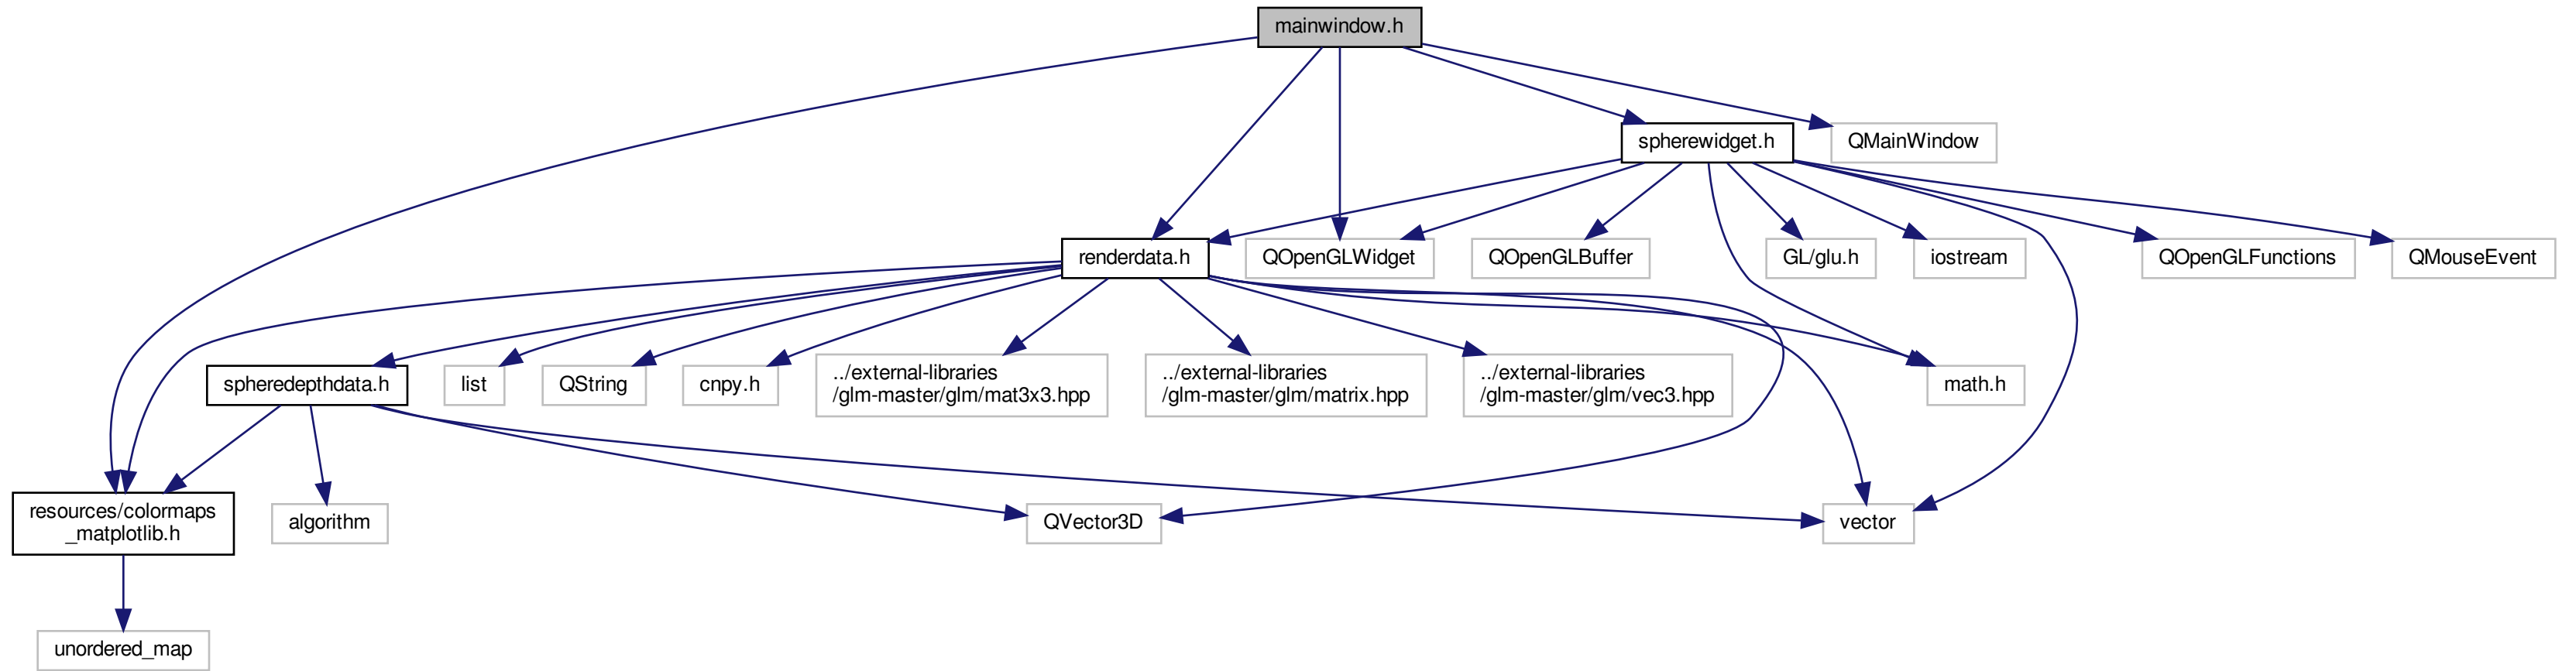 mainwindow.h
spherewidget.h
QMainWindow
renderdata.h
QOpenGLWidget
QOpenGLBuffer
GL/glu.h
iostream
QOpenGLFunctions
QMouseEvent
spheredepthdata.h
list
QString
cnpy.h
../external-libraries
/glm-master/glm/mat3x3.hpp
../external-libraries
/glm-master/glm/matrix.hpp
../external-libraries
/glm-master/glm/vec3.hpp
math.h
resources/colormaps
_matplotlib.h
algorithm
QVector3D
vector
unordered_map